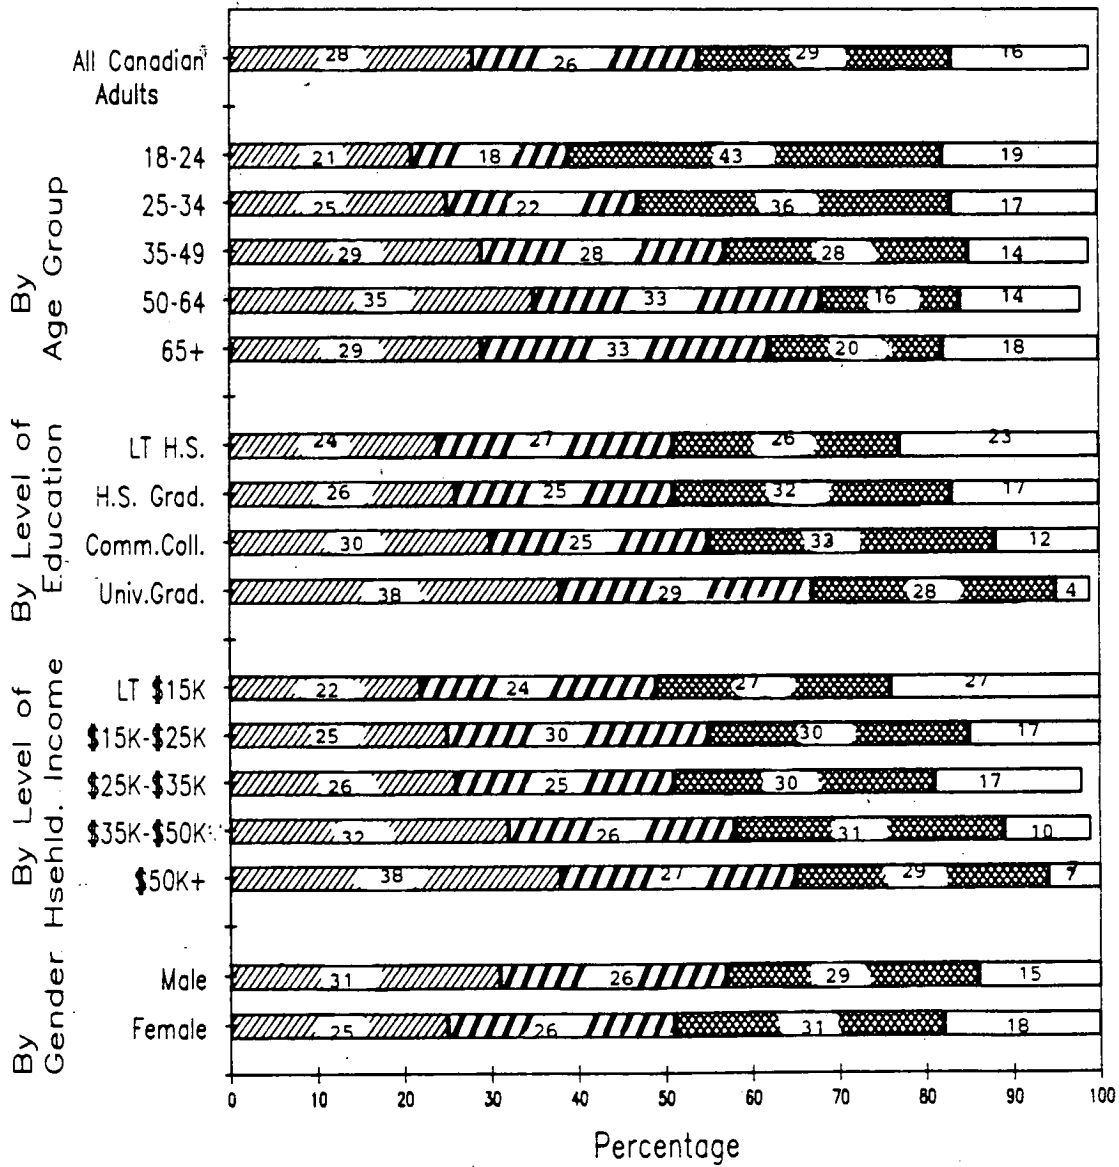 All Canadian 28 26 29 16
Adults
18-24 21 18 43 19
25-34 25 22 36 17
35-49 29 28 28 14
50-64 35 33 16 14
65+ 29 33 20 18
By
Age Group
LT H.S. 24 27 26 23
H.S. Grad. 26 25 32 17
Comm.Coll. 30 25 33 12
Univ.Grad. 38 29 28 4
By Level of
Education
LT $15K 22 24 27 27
$15K-$25K 25 30 30 17
$25K-$35K 26 25 30 17
$35K-$50K 32 26 31 10
$50K+ 38 27 29 7
By Level of
Hsehld. Income
Male 31 26 29 15
Female 25 26 31 18
By
Gender
0 10 20 30 40 50 60 70 80 90 100
Percentage